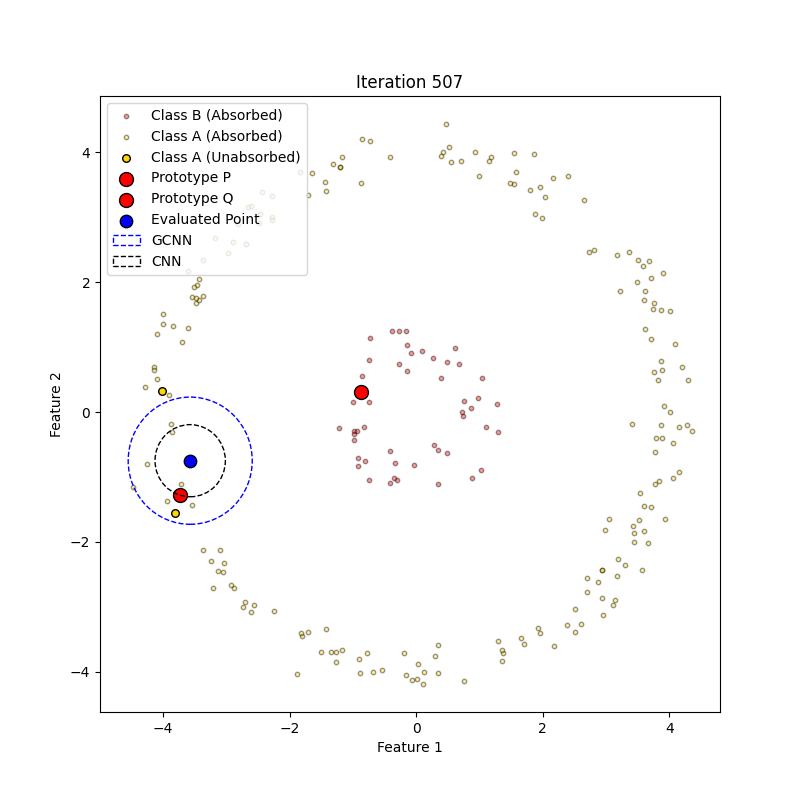 Iteration 507
Class B (Absorbed)
Class A (Absorbed)
Class A (Unabsorbed)
Prototype P
Prototype Q
Evaluated Point
GCNN
CNN
4
2
0
−2
−4
Feature 2
−4 −2 0 2 4
Feature 1